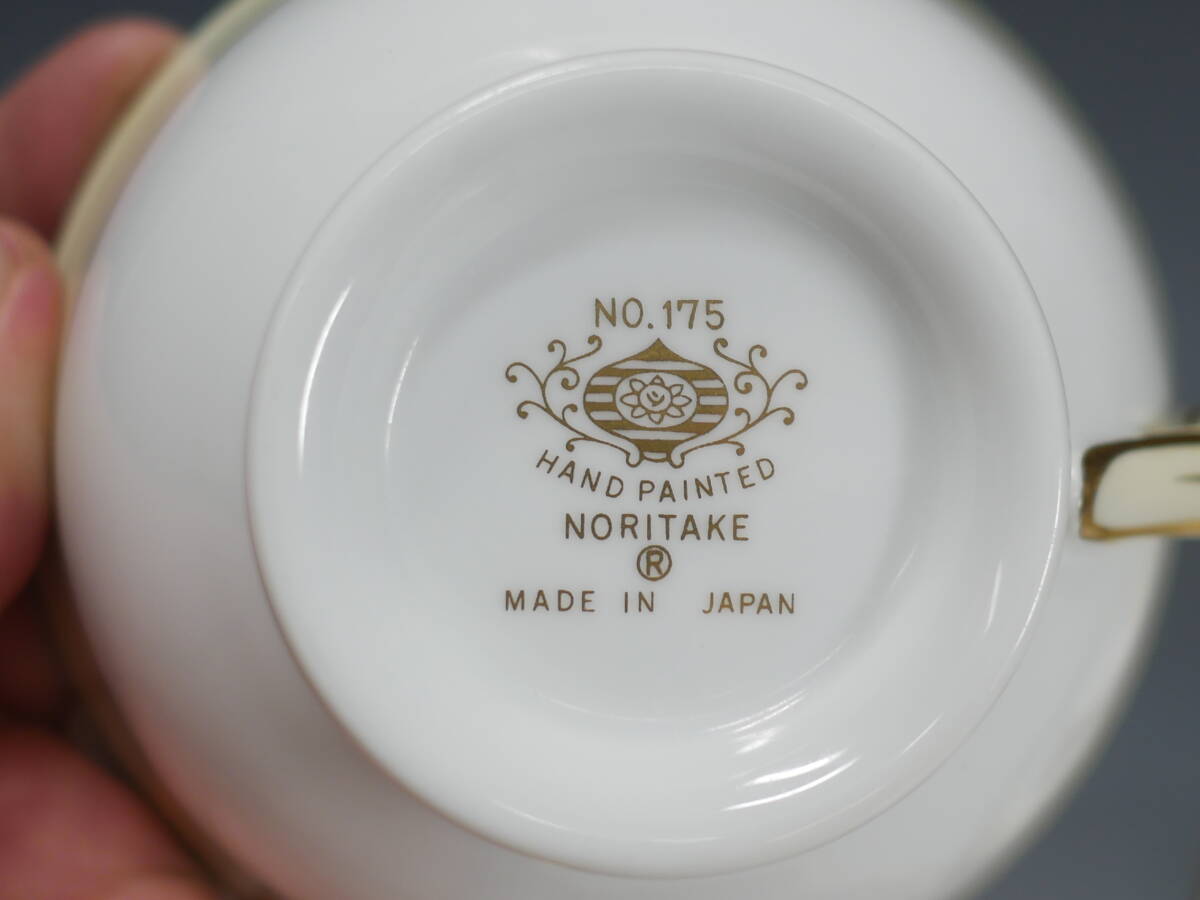 NO.175
HAND PAINTED
NORITAKE
®
MADE IN JAPAN